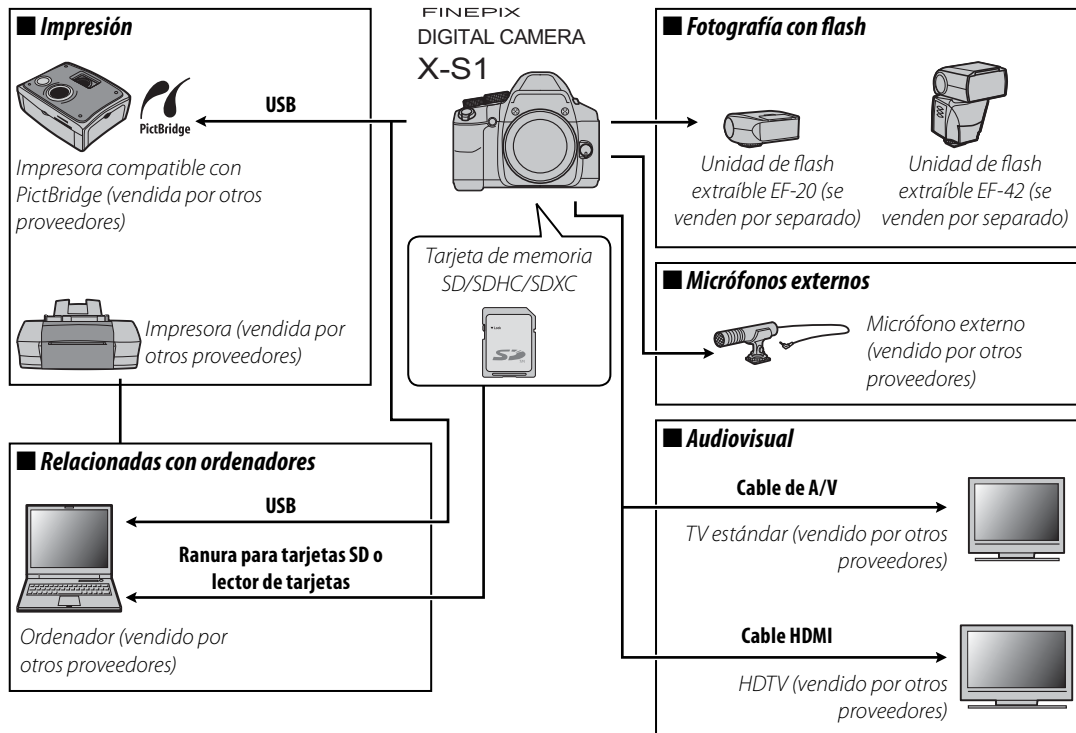 ■ Impresión
PictBridge
USB
Impresora compatible con
PictBridge (vendida por otros
proveedores)
Impresora (vendida por
otros proveedores)
FINEPIX
DIGITAL CAMERA
X-S1
Tarjeta de memoria
SD/SDHC/SDXC
Lock
SD
■ Relacionadas con ordenadores
USB
Ranura para tarjetas SD o
lector de tarjetas
Ordenador (vendido por
otros proveedores)
■ Fotografía con flash
Unidad de flash
extraíble EF-20 (se
venden por separado)
Unidad de flash
extraíble EF-42 (se
venden por separado)
■ Micrófonos externos
Micrófono externo
(vendido por otros
proveedores)
■ Audiovisual
Cable de A/V
TV estándar (vendido por otros
proveedores)
Cable HDMI
HDTV (vendido por otros
proveedores)